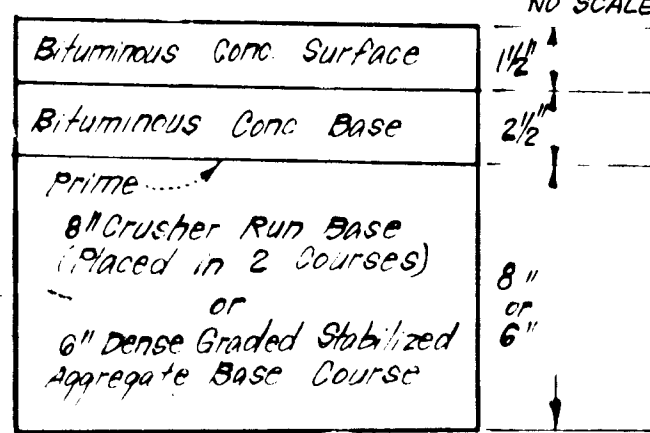 NO SCALE
Bituminous Conc. Surface
1½"
Bituminous Conc Base
2½"
Prime
8" Crusher Run Base
(Placed in 2 Courses)
or
6" Dense Graded Stabilized
Aggregate Base Course
8"
or
6"